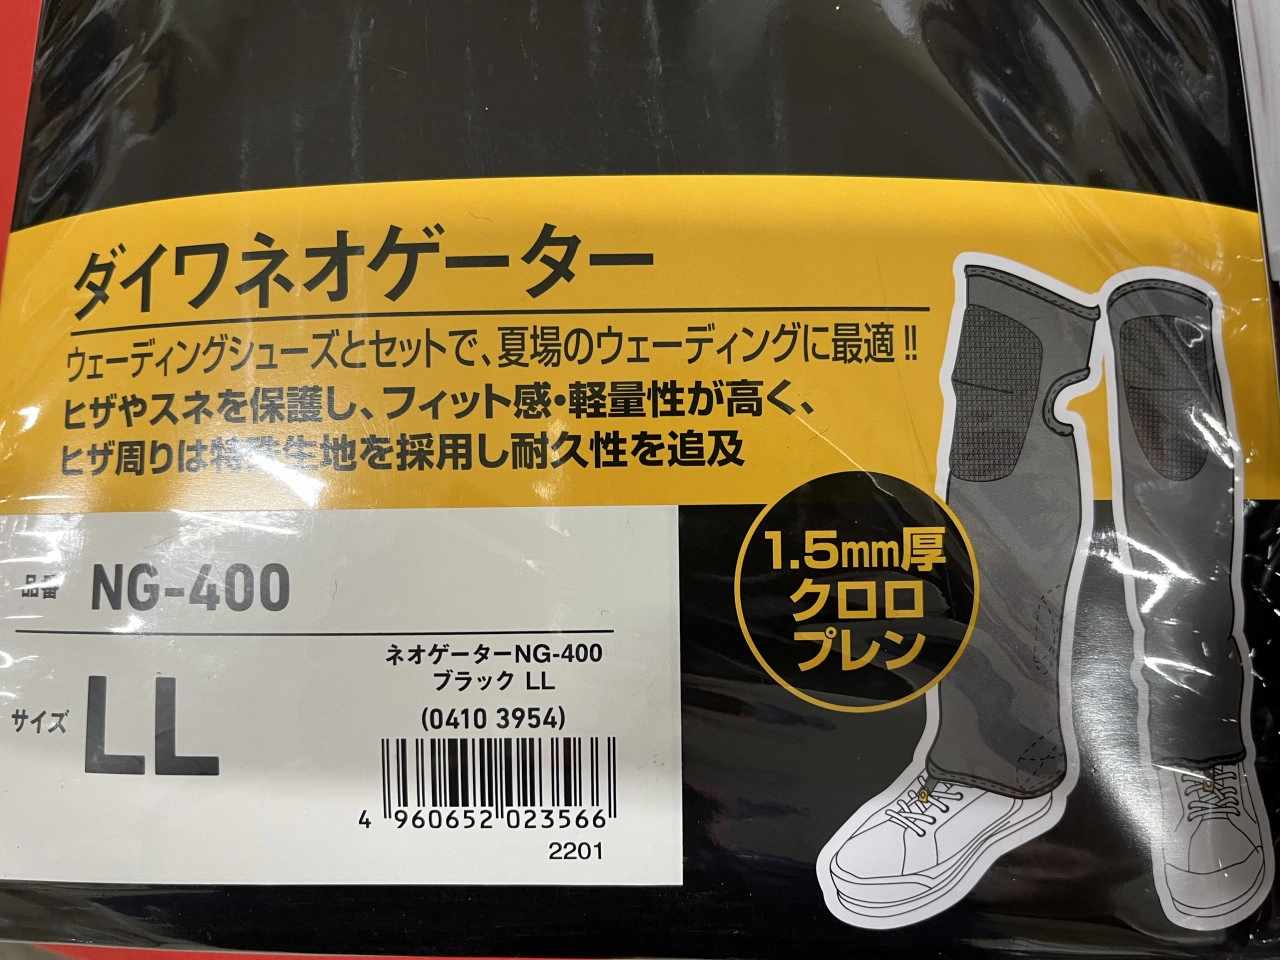 ダイワネオゲーター
ウェーディングシューズとセットで、夏場のウェーディングに最適!!
ヒザやスネを保護し、フィット感・軽量性が高く、
ヒザ周りは特殊生地を採用し耐久性を追及
1.5mm厚
クロロ
プレン
品番 NG-400
サイズ LL
ネオゲーターNG-400
ブラック LL
(0410 3954)
4 960652 023566
2201